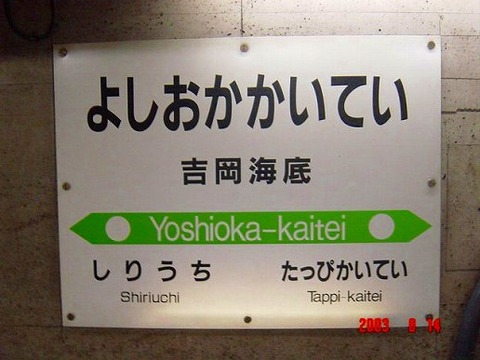 よしおかかいてい
吉岡海底
Yoshioka-kaitei
しりうち たっぴかいてい
Shiriuchi Tappi-kaitei
2003 8 14